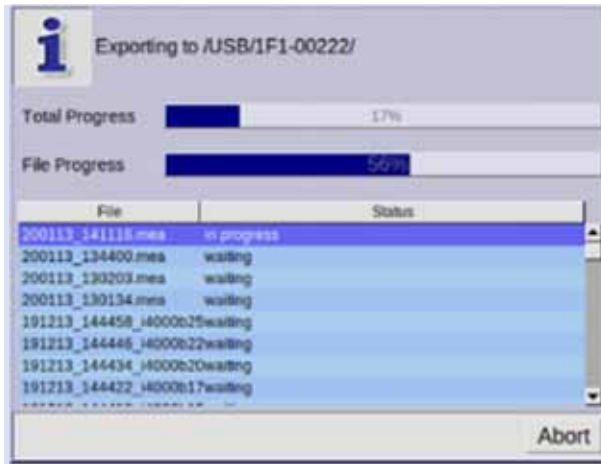 Exporting to /USB/1F1-00222/
Total Progress 17%
File Progress 56%
File Status
200113_141116.mea in progress
200113_134400.mea waiting
200113_130203.mea waiting
200113_130134.mea waiting
191213_144458_i4000b25waiting
191213_144446_i4000b22waiting
191213_144434_i4000b20waiting
191213_144422_i4000b17waiting
Abort